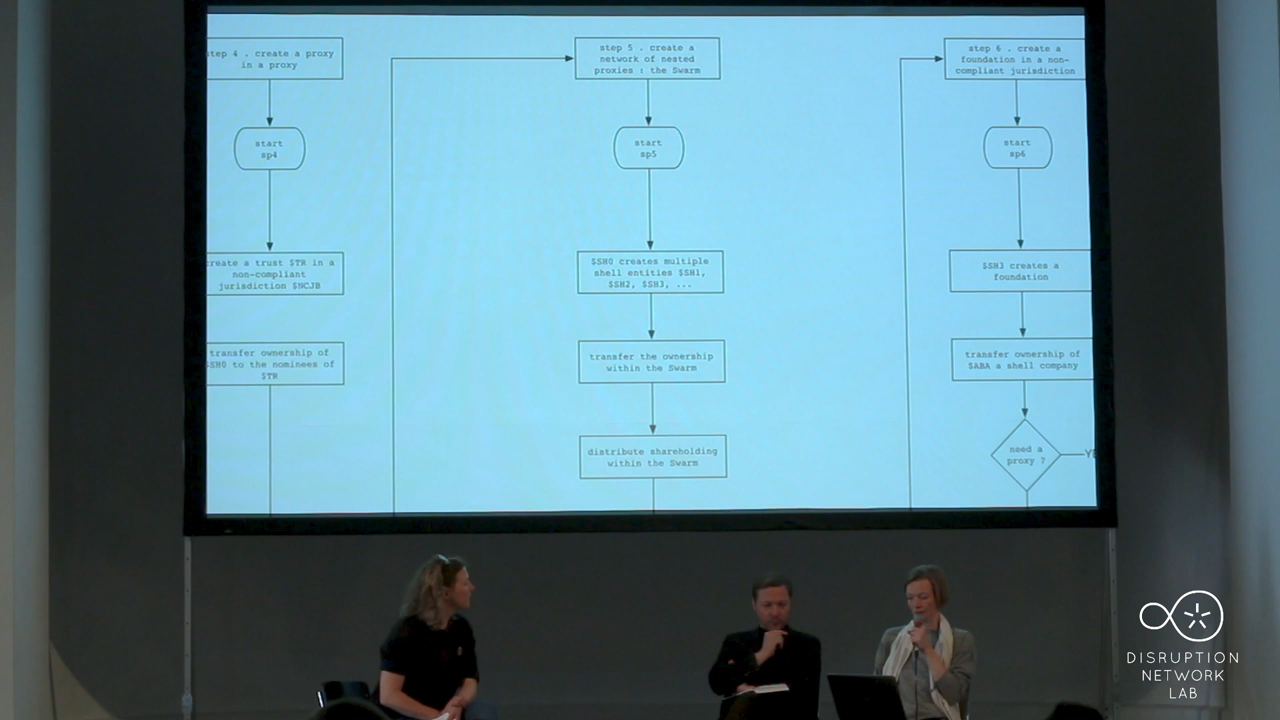 tep 4 . create a proxy
in a proxy
start
sp4
create a trust $TR in a
non-compliant
jurisdiction $NCJB
transfer ownership of
$SH0 to the nominees of
$TR
step 5 . create a
network of nested
proxies : the Swarm
start
sp5
$SH0 creates multiple
shell entities $SH1,
$SH2, $SH3, ...
transfer the ownership
within the Swarm
distribute shareholding
within the Swarm
step 6 . create a
foundation in a non-
compliant jurisdiction
start
sp6
$SH3 creates a
foundation
transfer ownership of
$ABA a shell company
need a
proxy ?
YE
DISRUPTION
NETWORK
LAB